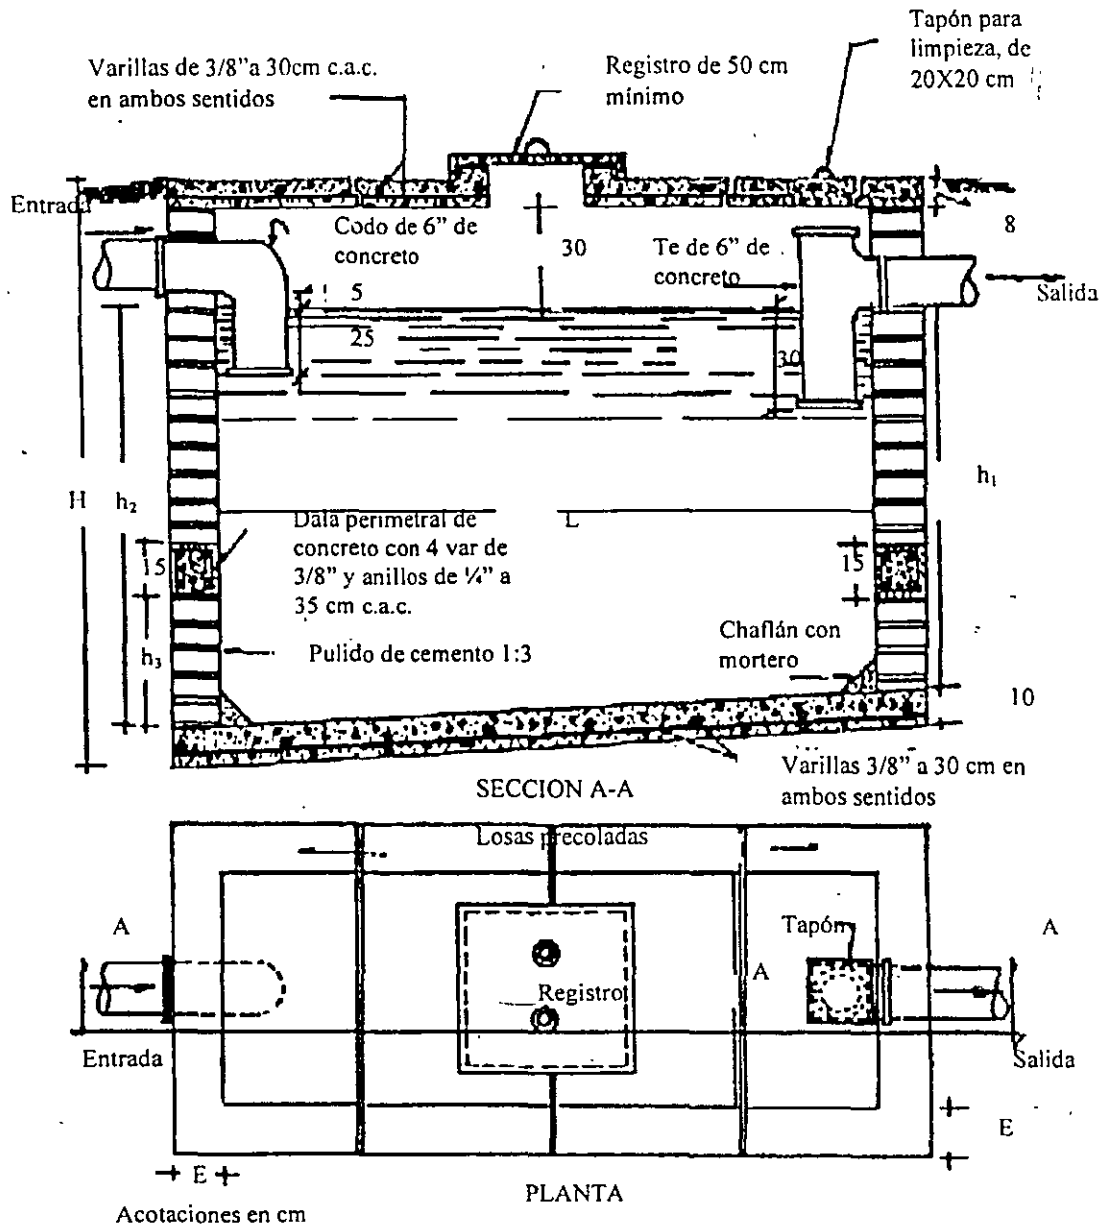 Tapón para
limpieza, de
20X20 cm
Varillas de 3/8”a 30cm c.a.c.
en ambos sentidos
Registro de 50 cm
mínimo
Entrada
Codo de 6” de
concreto
30
Te de 6” de
concreto
8
Salida
5
25
30
H
h₂
h₁
L
Dala perimetral de
concreto con 4 var de
3/8” y anillos de ¼” a
35 cm c.a.c.
15
15
h₃
Pulido de cemento 1:3
Chaflán con
mortero
10
Varillas 3/8” a 30 cm en
ambos sentidos
SECCION A-A
Losas precoladas
A
Tapón
A
A
Registro
Entrada
Salida
E
E
PLANTA
Acotaciones en cm